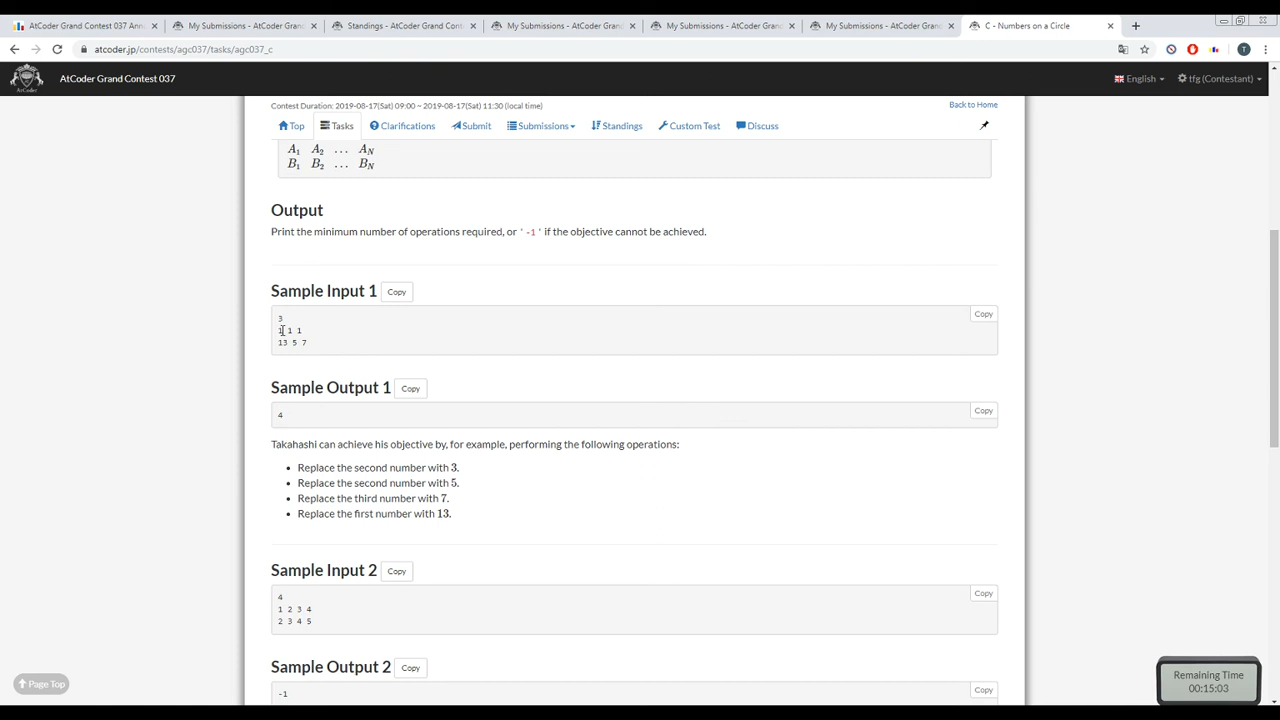 AtCoder Grand Contest 037 Anno
My Submissions - AtCoder Gran
Standings - AtCoder Grand Cont
My Submissions - AtCoder Grand
My Submissions - AtCoder Grand
My Submissions - AtCoder Grand
C - Numbers on a Circle
atcoder.jp/contests/agc037/tasks/agc037_c
T
AtCoder Grand Contest 037
English
tfg (Contestant)
Contest Duration: 2019-08-17(Sat) 09:00 ~ 2019-08-17(Sat) 11:30 (local time)
Back to Home
Top
Tasks
Clarifications
Submit
Submissions
Standings
Custom Test
Discuss
A1 A2 ... AN
B1 B2 ... BN
Output
Print the minimum number of operations required, or ' -1 ' if the objective cannot be achieved.
Sample Input 1
Copy
Copy
3
1 1 1
13 5 7
Sample Output 1
Copy
Copy
4
Takahashi can achieve his objective by, for example, performing the following operations:
• Replace the second number with 3.
• Replace the second number with 5.
• Replace the third number with 7.
• Replace the first number with 13.
Sample Input 2
Copy
Copy
4
1 2 3 4
2 3 4 5
Sample Output 2
Copy
Copy
-1
Page Top
Remaining Time
00:15:03